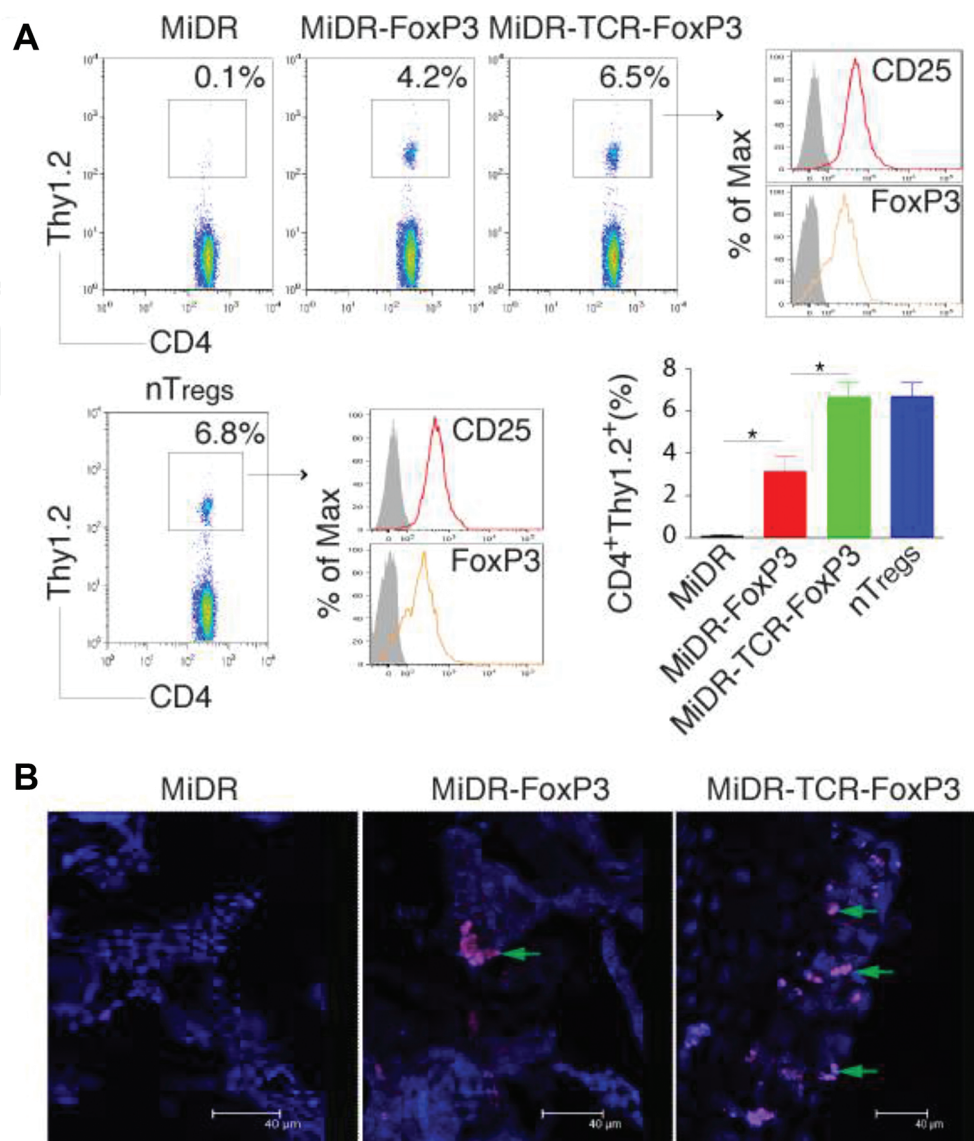 A
MiDR MiDR-FoxP3 MiDR-TCR-FoxP3
0.1% 4.2% 6.5%
CD25
FoxP3
% of Max
Thy1.2
CD4
nTregs
6.8%
CD25
FoxP3
% of Max
Thy1.2
CD4
CD4⁺Thy1.2⁺(%)
8
6
4
2
0
* *
MiDR
MiDR-FoxP3
MiDR-TCR-FoxP3
nTregs
B
MiDR MiDR-FoxP3 MiDR-TCR-FoxP3
40 µm 40 µm 40 µm